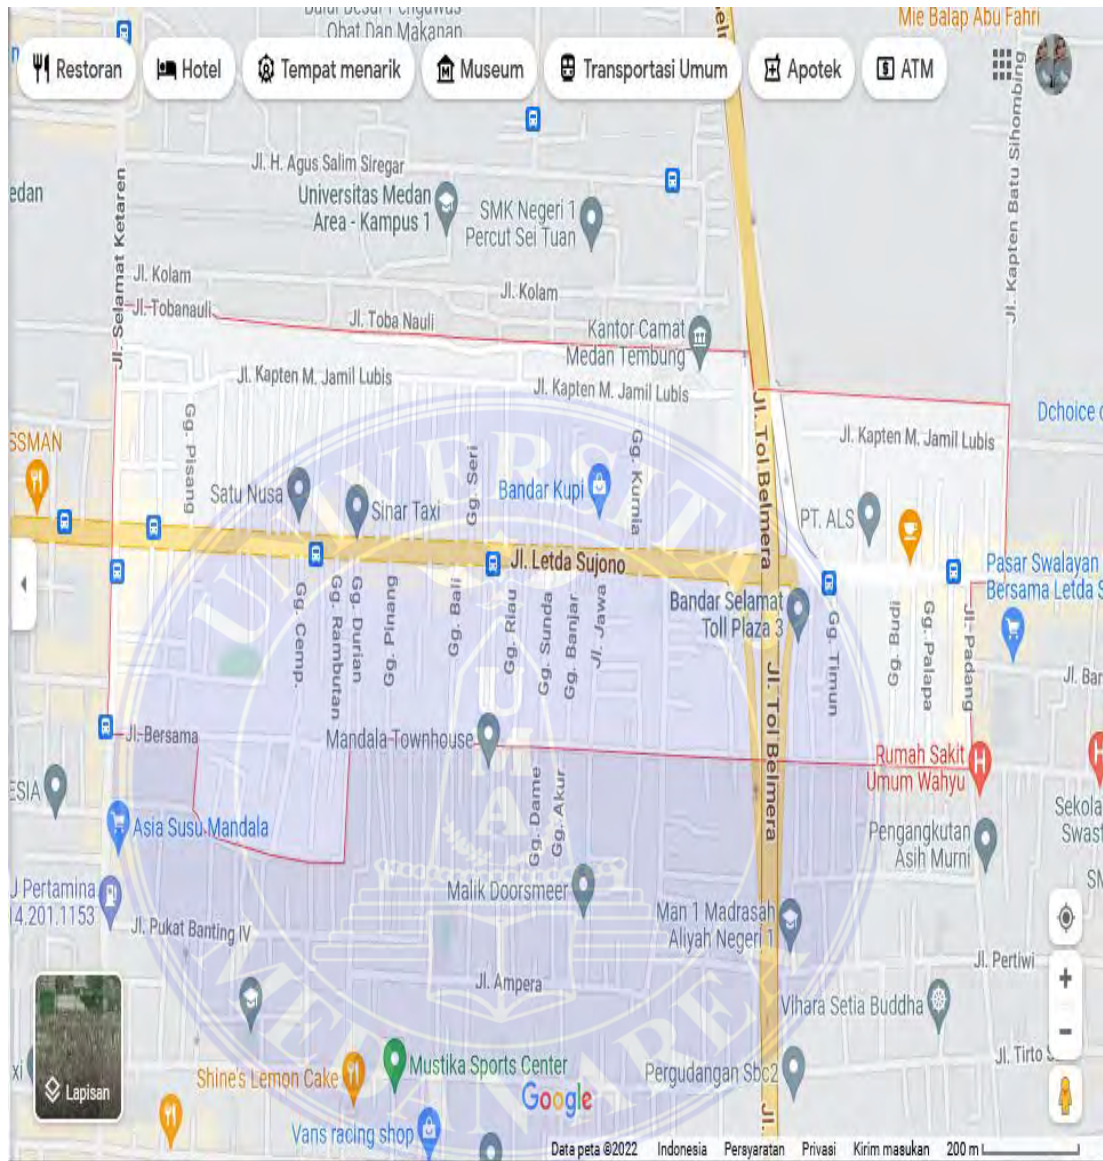 Balai Besar Pengawas
Obat Dan Makanan
Mie Balap Abu Fahri
Restoran
Hotel
Tempat menarik
Museum
Transportasi Umum
Apotek
ATM
Jl. Kapten Batu Sihombing
Jl. H. Agus Salim Siregar
edan
Universitas Medan
Area - Kampus 1
SMK Negeri 1
Percut Sei Tuan
Jl. Selamat Ketaren
Jl. Kolam
Jl. Kolam
Jl. Tobanauli
Jl. Toba Nauli
Kantor Camat
Medan Tembung
Jl. Kapten M. Jamil Lubis
Jl. Kapten M. Jamil Lubis
Jl. Tol Belmera
Dchoice
Jl. Kapten M. Jamil Lubis
SSMAN
Gg. Pisang
Gg. Seri
Gg. Kurnia
Satu Nusa
Sinar Taxi
Bandar Kupi
PT. ALS
UNIVERSITAS
Jl. Letda Sujono
Pasar Swalayan
Bersama Letda S
Bandar Selamat
Toll Plaza 3
Gg. Cemp.
Gg. Rambutan
Gg. Durian
Gg. Pinang
Gg. Bali
Gg. Riau
Gg. Sunda
Gg. Banjar
Jl. Jawa
Gg. Timun
Gg. Budi
Gg. Palapa
Jl. Padang
Jl. Bar
Jl. Tol Belmera
Jl. Bersama
Mandala Townhouse
UMA
Rumah Sakit
Umum Wahyu
ESIA
Gg. Dame
Gg. Akur
Asia Susu Mandala
Sekola
Swast
Pengangkutan
Asih Murni
SM
Malik Doorsmeer
U Pertamina
14.201.1153
Man 1 Madrasah
Aliyah Negeri 1
Jl. Pukat Banting IV
Jl. Pertiwi
Jl. Ampera
Vihara Setia Buddha
MEDAN AREA
Jl. Tirto S
xi
Lapisan
Shine's Lemon Cake
Mustika Sports Center
Pergudangan Sbc2
Google
Jl.
Vans racing shop
Data peta ©2022 Indonesia Persyaratan Privasi Kirim masukan 200 m